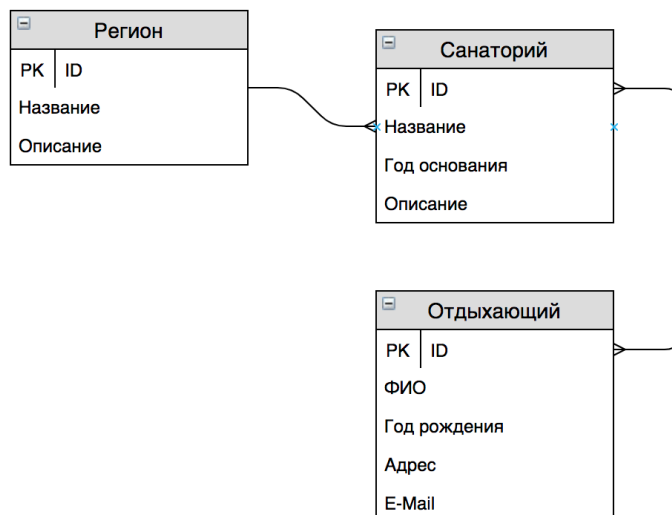 Регион
PK ID
Название
Описание
Санаторий
PK ID
Название
Год основания
Описание
Отдыхающий
PK ID
ФИО
Год рождения
Адрес
E-Mail